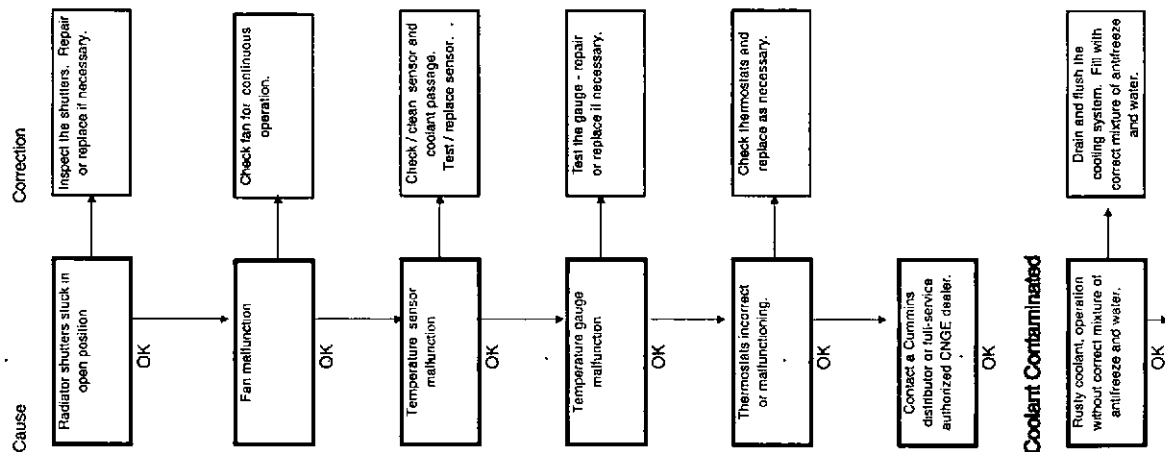 Cause
Correction
Radiator shutters stuck in
open position
Inspect the shutters. Repair
or replace if necessary.
OK
Fan malfunction
Check fan for continuous
operation.
OK
Temperature sensor
malfunction
Check / clean sensor and
coolant passage.
Test / replace sensor. .
OK
Temperature gauge
malfunction
Test the gauge - repair
or replace if necessary.
OK
Thermostats incorrect
or malfunctioning.
Check thermostats and
replace as necessary.
OK
Contact a Cummins
distributor or full-service
authorized CNGE dealer.
OK
Coolant Contaminated
Rusty coolant, operation
without correct mixture of
antifreeze and water.
Drain and flush the
cooling system. Fill with
correct mixture of antifreeze
and water.
OK